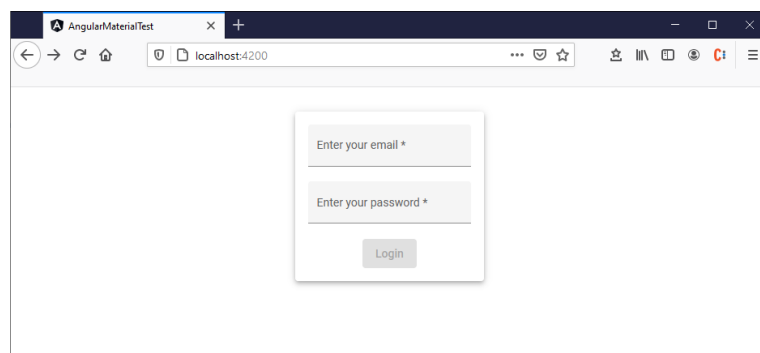 AngularMaterialTest
localhost:4200
Enter your email *
Enter your password *
Login